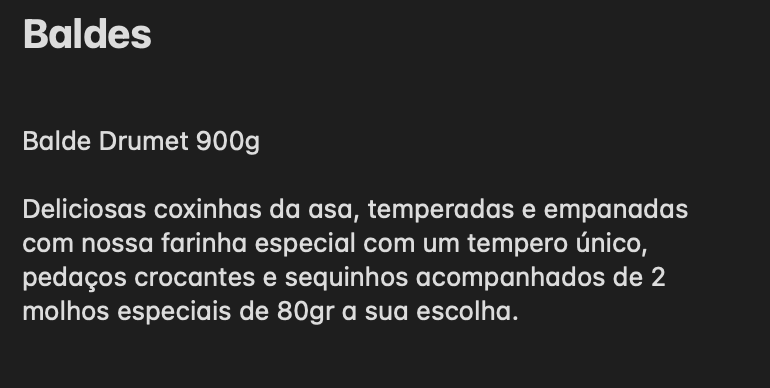 Baldes
Balde Drumet 900g
Deliciosas coxinhas da asa, temperadas e empanadas
com nossa farinha especial com um tempero único,
pedaços crocantes e sequinhos acompanhados de 2
molhos especiais de 80gr a sua escolha.